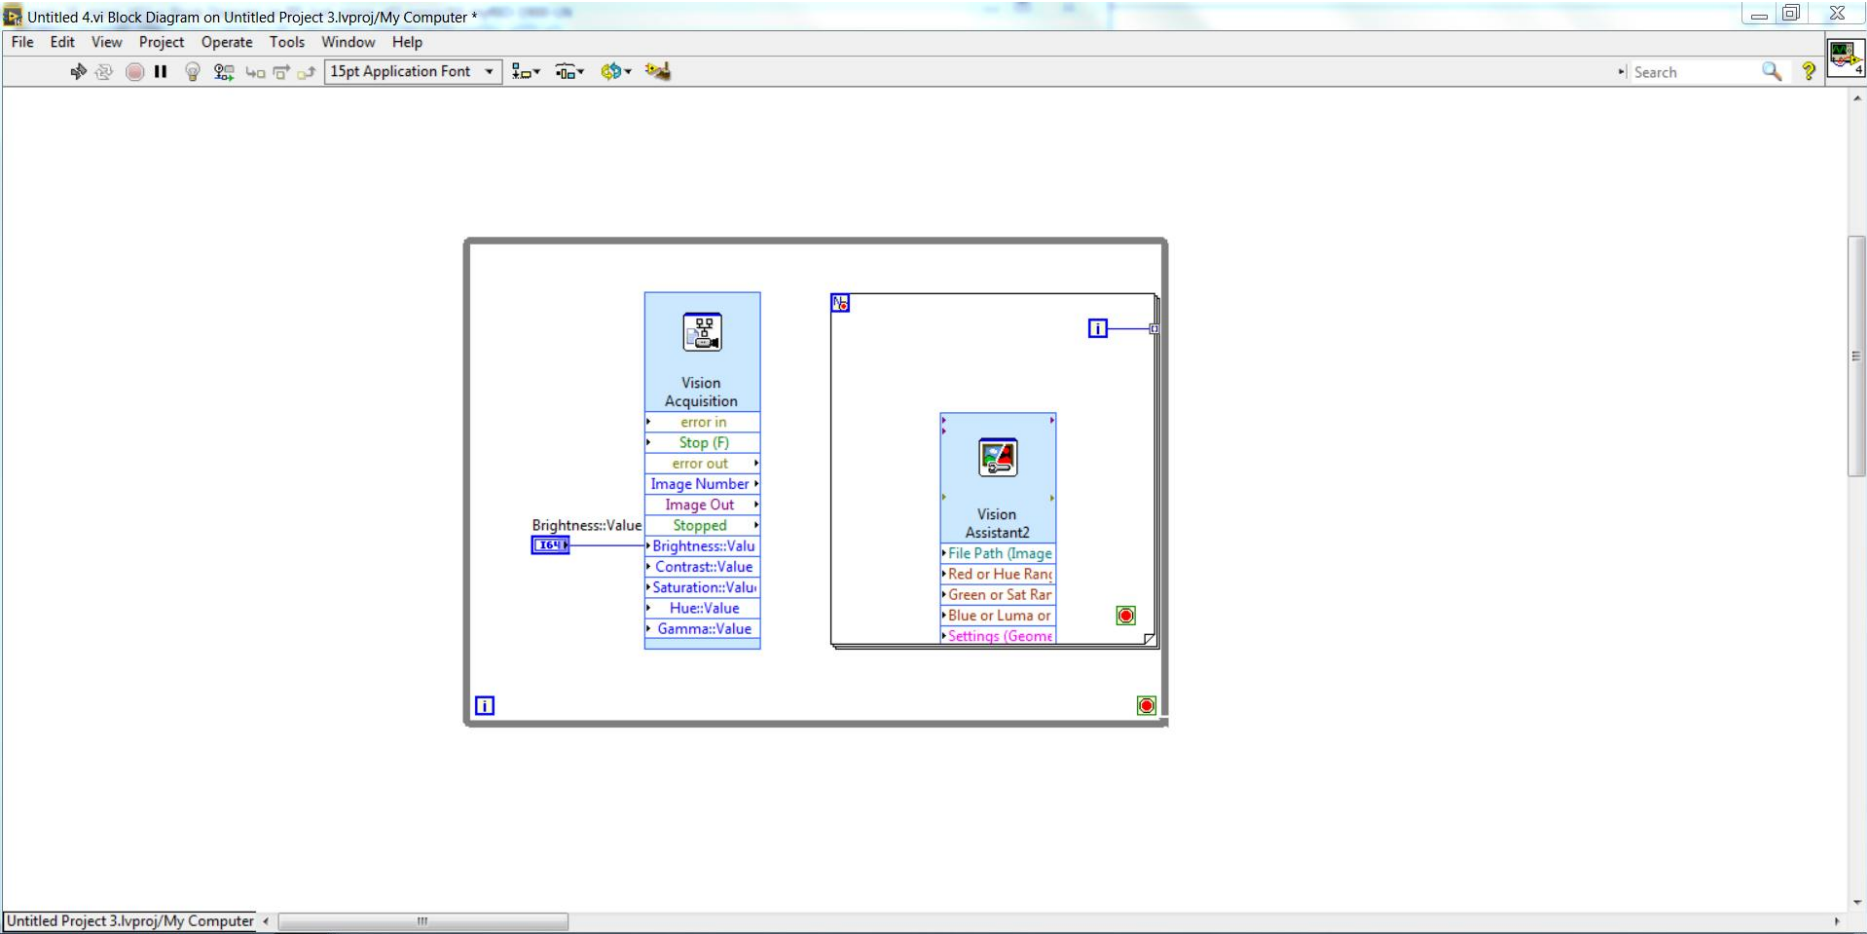 Untitled 4.vi Block Diagram on Untitled Project 3.lvproj/My Computer *
File Edit View Project Operate Tools Window Help
15pt Application Font
Search
4
N
i
Vision
Acquisition
error in
Stop (F)
error out
Image Number
Image Out
Brightness::Value
Stopped
I64
Brightness::Valu
Contrast::Value
Saturation::Valu
Hue::Value
Gamma::Value
Vision
Assistant2
File Path (Image
Red or Hue Rang
Green or Sat Rar
Blue or Luma or
Settings (Geome
i
Untitled Project 3.lvproj/My Computer